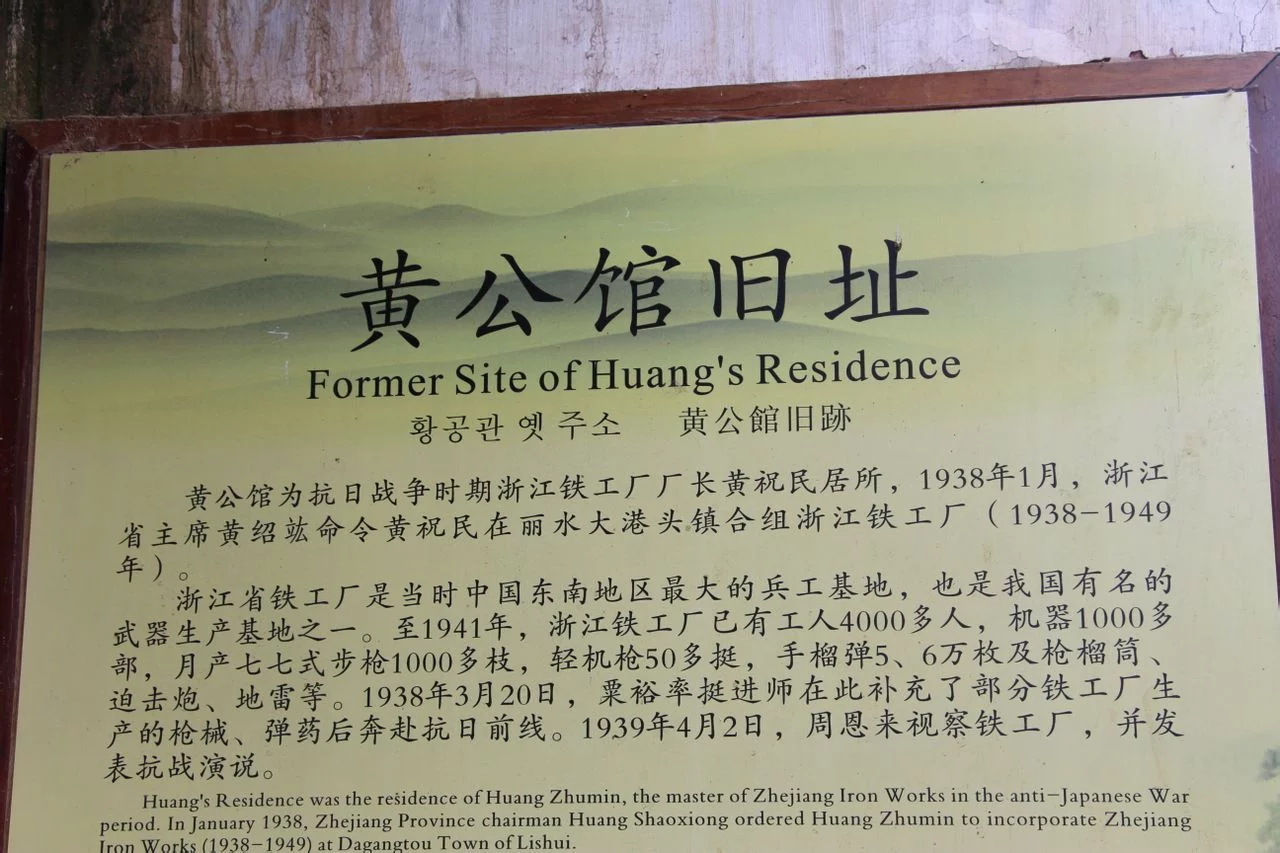 黄公馆旧址
Former Site of Huang's Residence
황공관 옛 주소 黄公館旧跡
黄公馆为抗日战争时期浙江铁工厂厂长黄祝民居所，1938年1月，浙江
省主席黄绍竑命令黄祝民在丽水大港头镇合组浙江铁工厂（1938-1949
年）。
浙江省铁工厂是当时中国东南地区最大的兵工基地，也是我国有名的
武器生产基地之一。至1941年，浙江铁工厂已有工人4000多人，机器1000多
部，月产七七式步枪1000多枝，轻机枪50多挺，手榴弹5、6万枚及枪榴筒、
迫击炮、地雷等。1938年3月20日，粟裕率挺进师在此补充了部分铁工厂生
产的枪械、弹药后奔赴抗日前线。1939年4月2日，周恩来视察铁工厂，并发
表抗战演说。
Huang's Residence was the residence of Huang Zhumin, the master of Zhejiang Iron Works in the anti-Japanese War
period. In January 1938, Zhejiang Province chairman Huang Shaoxiong ordered Huang Zhumin to incorporate Zhejiang
Iron Works (1938-1949) at Dagangtou Town of Lishui.